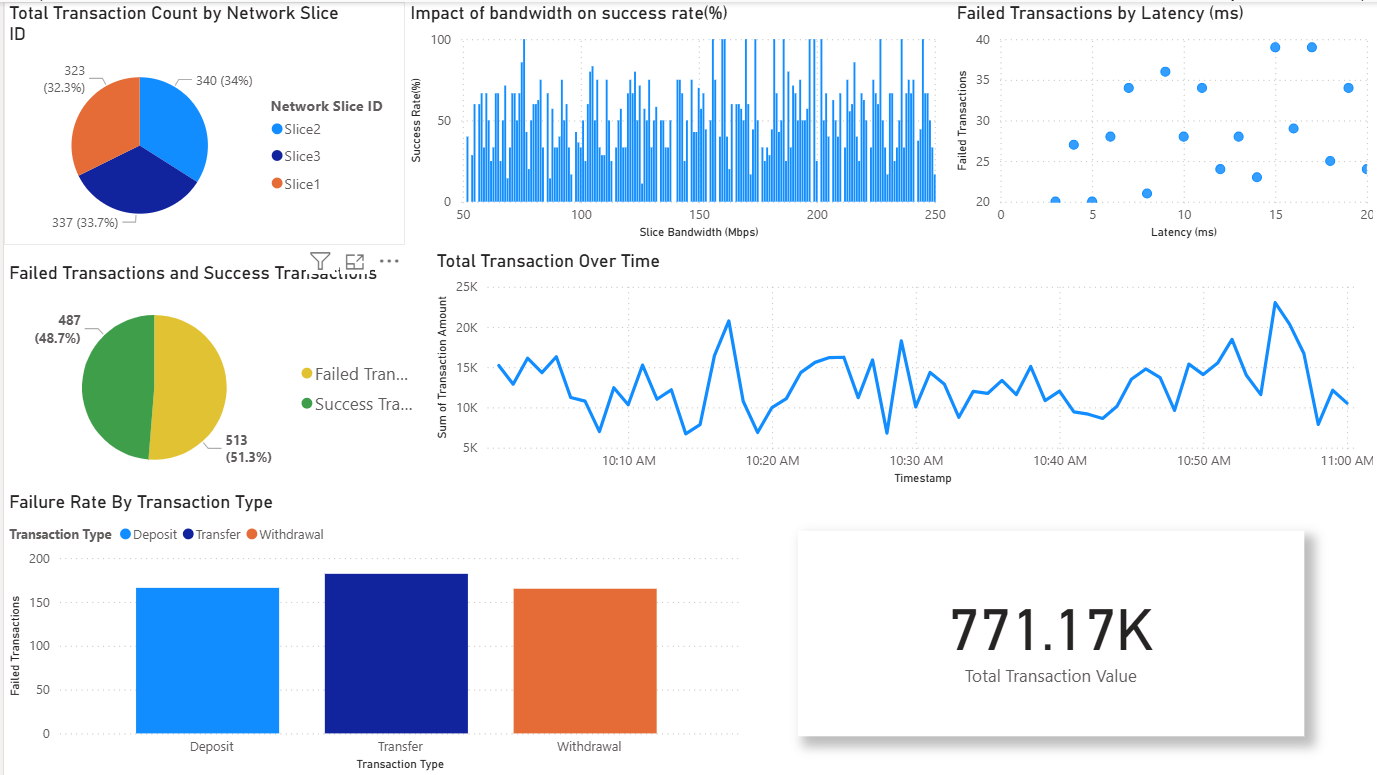 Total Transaction Count by Network Slice
ID
323
(32.3%)
340 (34%)
337 (33.7%)
Network Slice ID
Slice2
Slice3
Slice1
Impact of bandwidth on success rate(%)
Success Rate(%)
100
50
0
50
100
150
200
250
Slice Bandwidth (Mbps)
Failed Transactions by Latency (ms)
Failed Transactions
40
35
30
25
20
0
5
10
15
20
Latency (ms)
Failed Transactions and Success Transactions
487
(48.7%)
513
(51.3%)
Failed Tran...
Success Tra...
Total Transaction Over Time
Sum of Transaction Amount
25K
20K
15K
10K
5K
10:10 AM
10:20 AM
10:30 AM
10:40 AM
10:50 AM
11:00 AM
Timestamp
Failure Rate By Transaction Type
Transaction Type Deposit Transfer Withdrawal
Failed Transactions
200
150
100
50
0
Deposit
Transfer
Withdrawal
Transaction Type
771.17K
Total Transaction Value